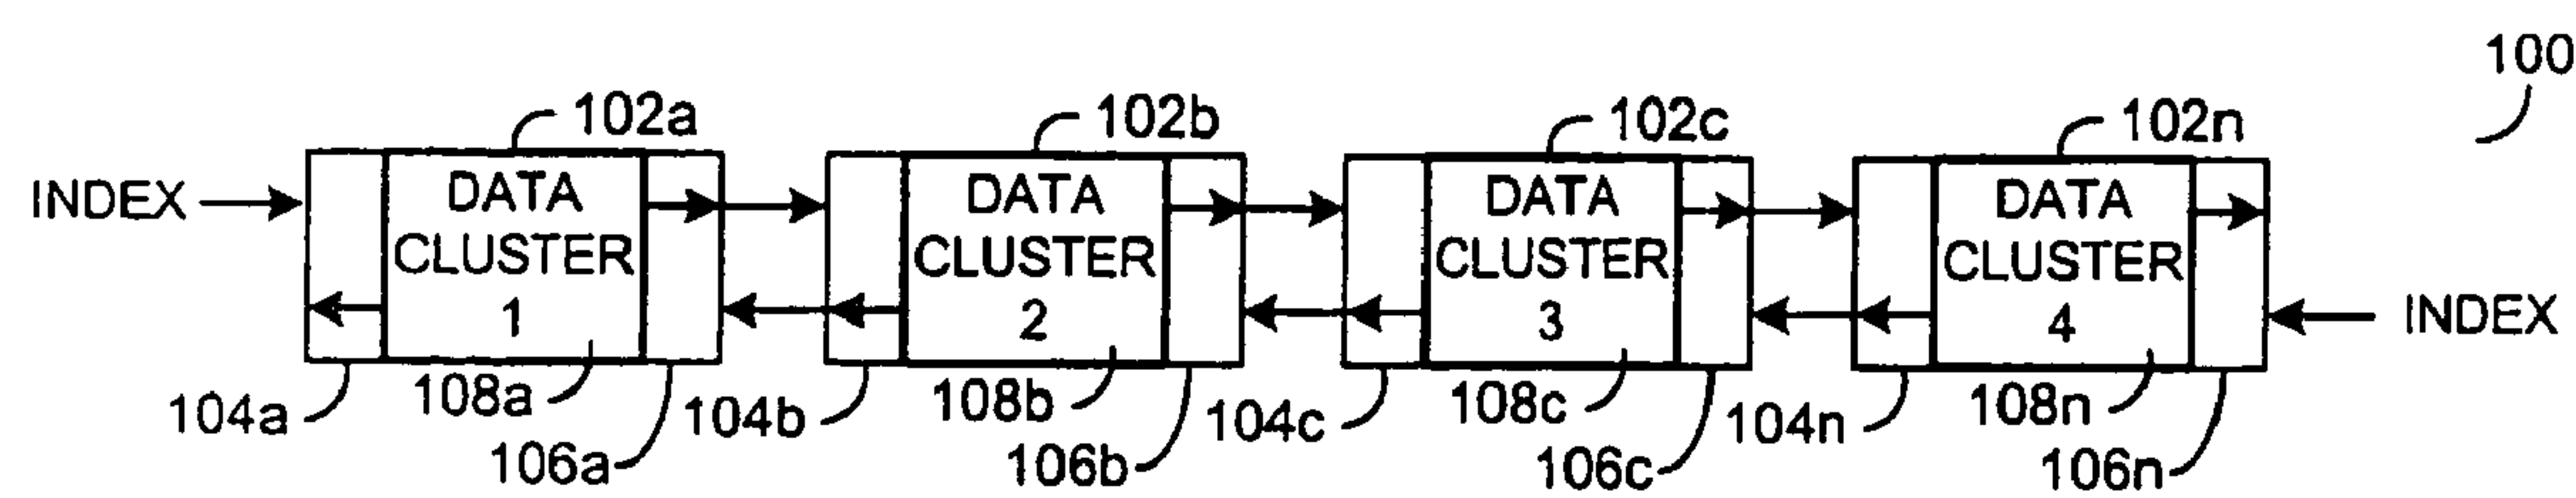 100
102a
102b
102c
102n
INDEX
DATA
CLUSTER
1
DATA
CLUSTER
2
DATA
CLUSTER
3
DATA
CLUSTER
4
INDEX
104a
108a
106a
104b
108b
106b
104c
108c
106c
104n
108n
106n